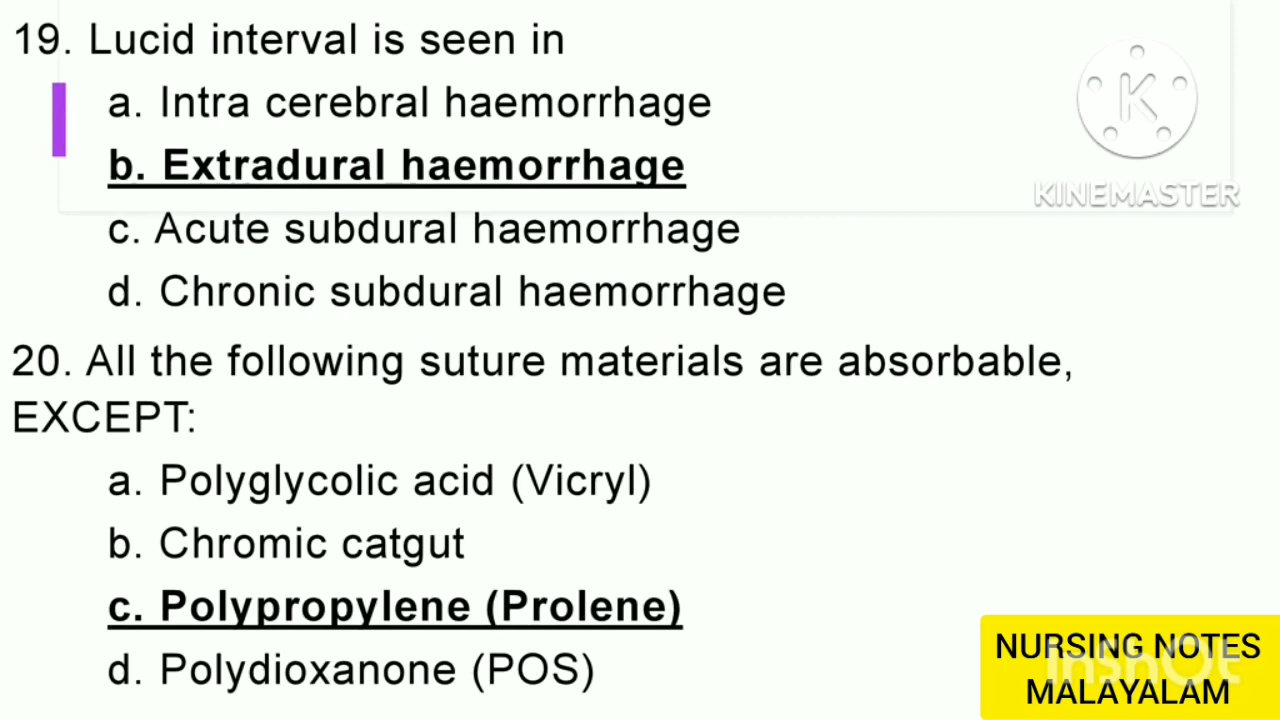 19. Lucid interval is seen in
a. Intra cerebral haemorrhage
b. Extradural haemorrhage
c. Acute subdural haemorrhage
d. Chronic subdural haemorrhage
20. All the following suture materials are absorbable,
EXCEPT:
a. Polyglycolic acid (Vicryl)
b. Chromic catgut
c. Polypropylene (Prolene)
d. Polydioxanone (POS)
K
KINEMASTER
NURSING NOTES
MALAYALAM
InShOt